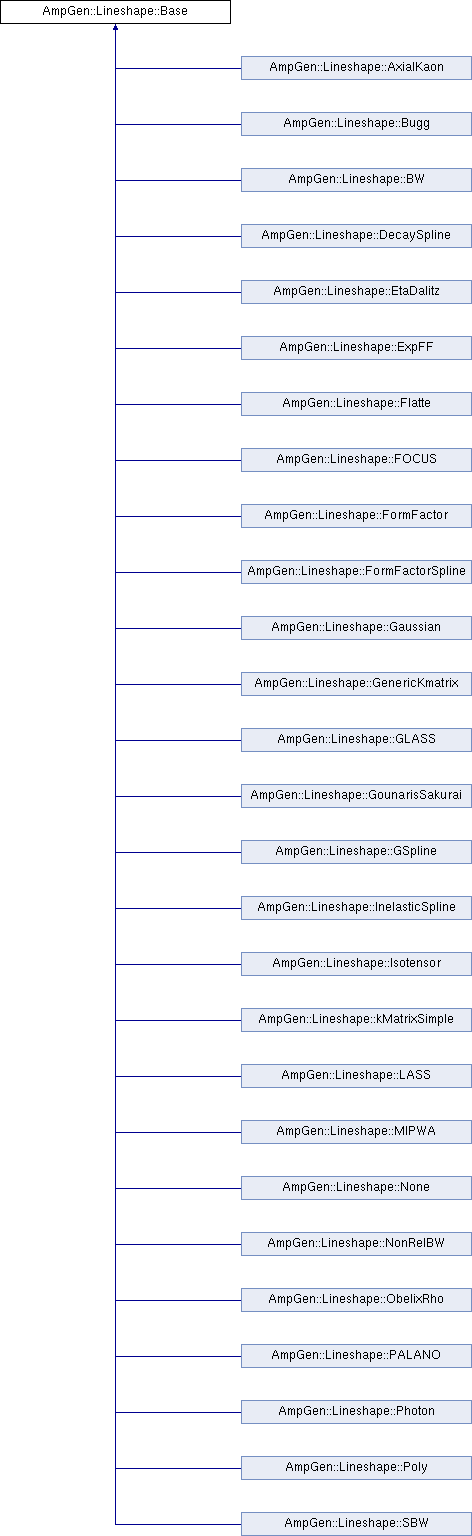 AmpGen::Lineshape::Base
AmpGen::Lineshape::AxialKaon
AmpGen::Lineshape::Bugg
AmpGen::Lineshape::BW
AmpGen::Lineshape::DecaySpline
AmpGen::Lineshape::EtaDalitz
AmpGen::Lineshape::ExpFF
AmpGen::Lineshape::Flatte
AmpGen::Lineshape::FOCUS
AmpGen::Lineshape::FormFactor
AmpGen::Lineshape::FormFactorSpline
AmpGen::Lineshape::Gaussian
AmpGen::Lineshape::GenericKmatrix
AmpGen::Lineshape::GLASS
AmpGen::Lineshape::GounarisSakurai
AmpGen::Lineshape::GSpline
AmpGen::Lineshape::InelasticSpline
AmpGen::Lineshape::Isotensor
AmpGen::Lineshape::kMatrixSimple
AmpGen::Lineshape::LASS
AmpGen::Lineshape::MIPWA
AmpGen::Lineshape::None
AmpGen::Lineshape::NonRelBW
AmpGen::Lineshape::ObelixRho
AmpGen::Lineshape::PALANO
AmpGen::Lineshape::Photon
AmpGen::Lineshape::Poly
AmpGen::Lineshape::SBW